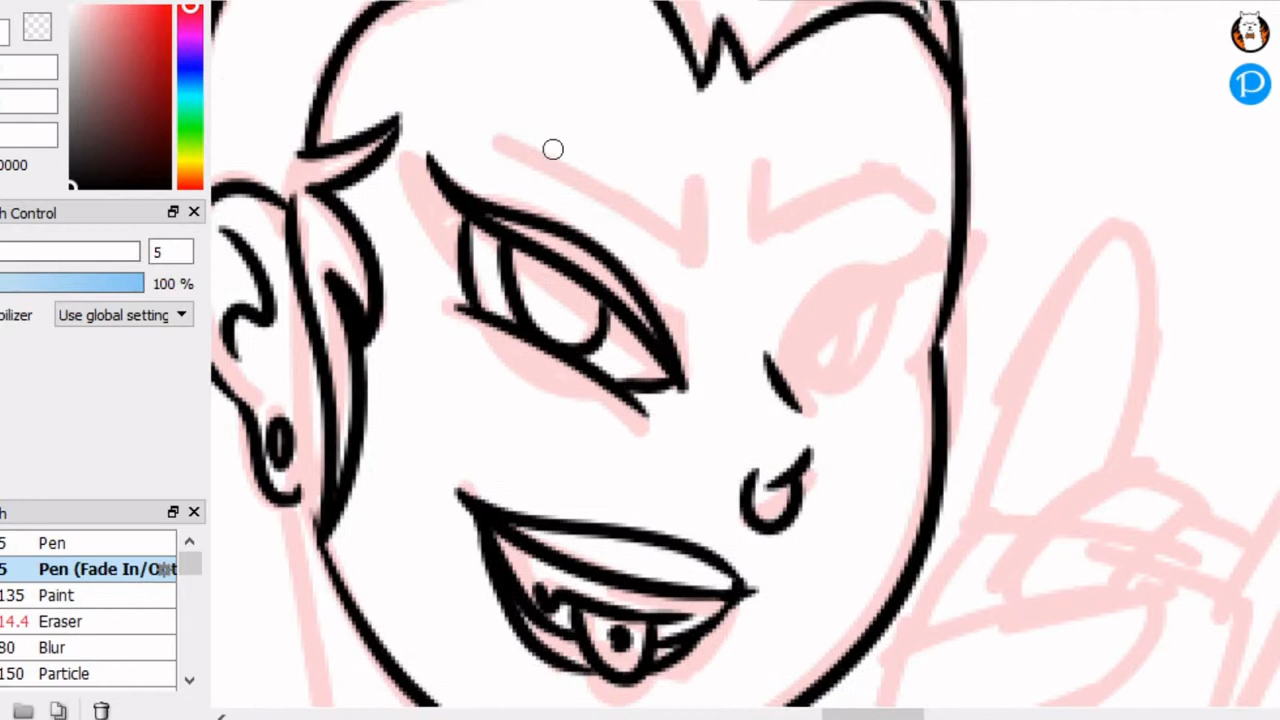 0000
h Control
5
100 %
bilizer
Use global setting
h
5 Pen
5 Pen (Fade In/Out
135 Paint
14.4 Eraser
80 Blur
150 Particle
P